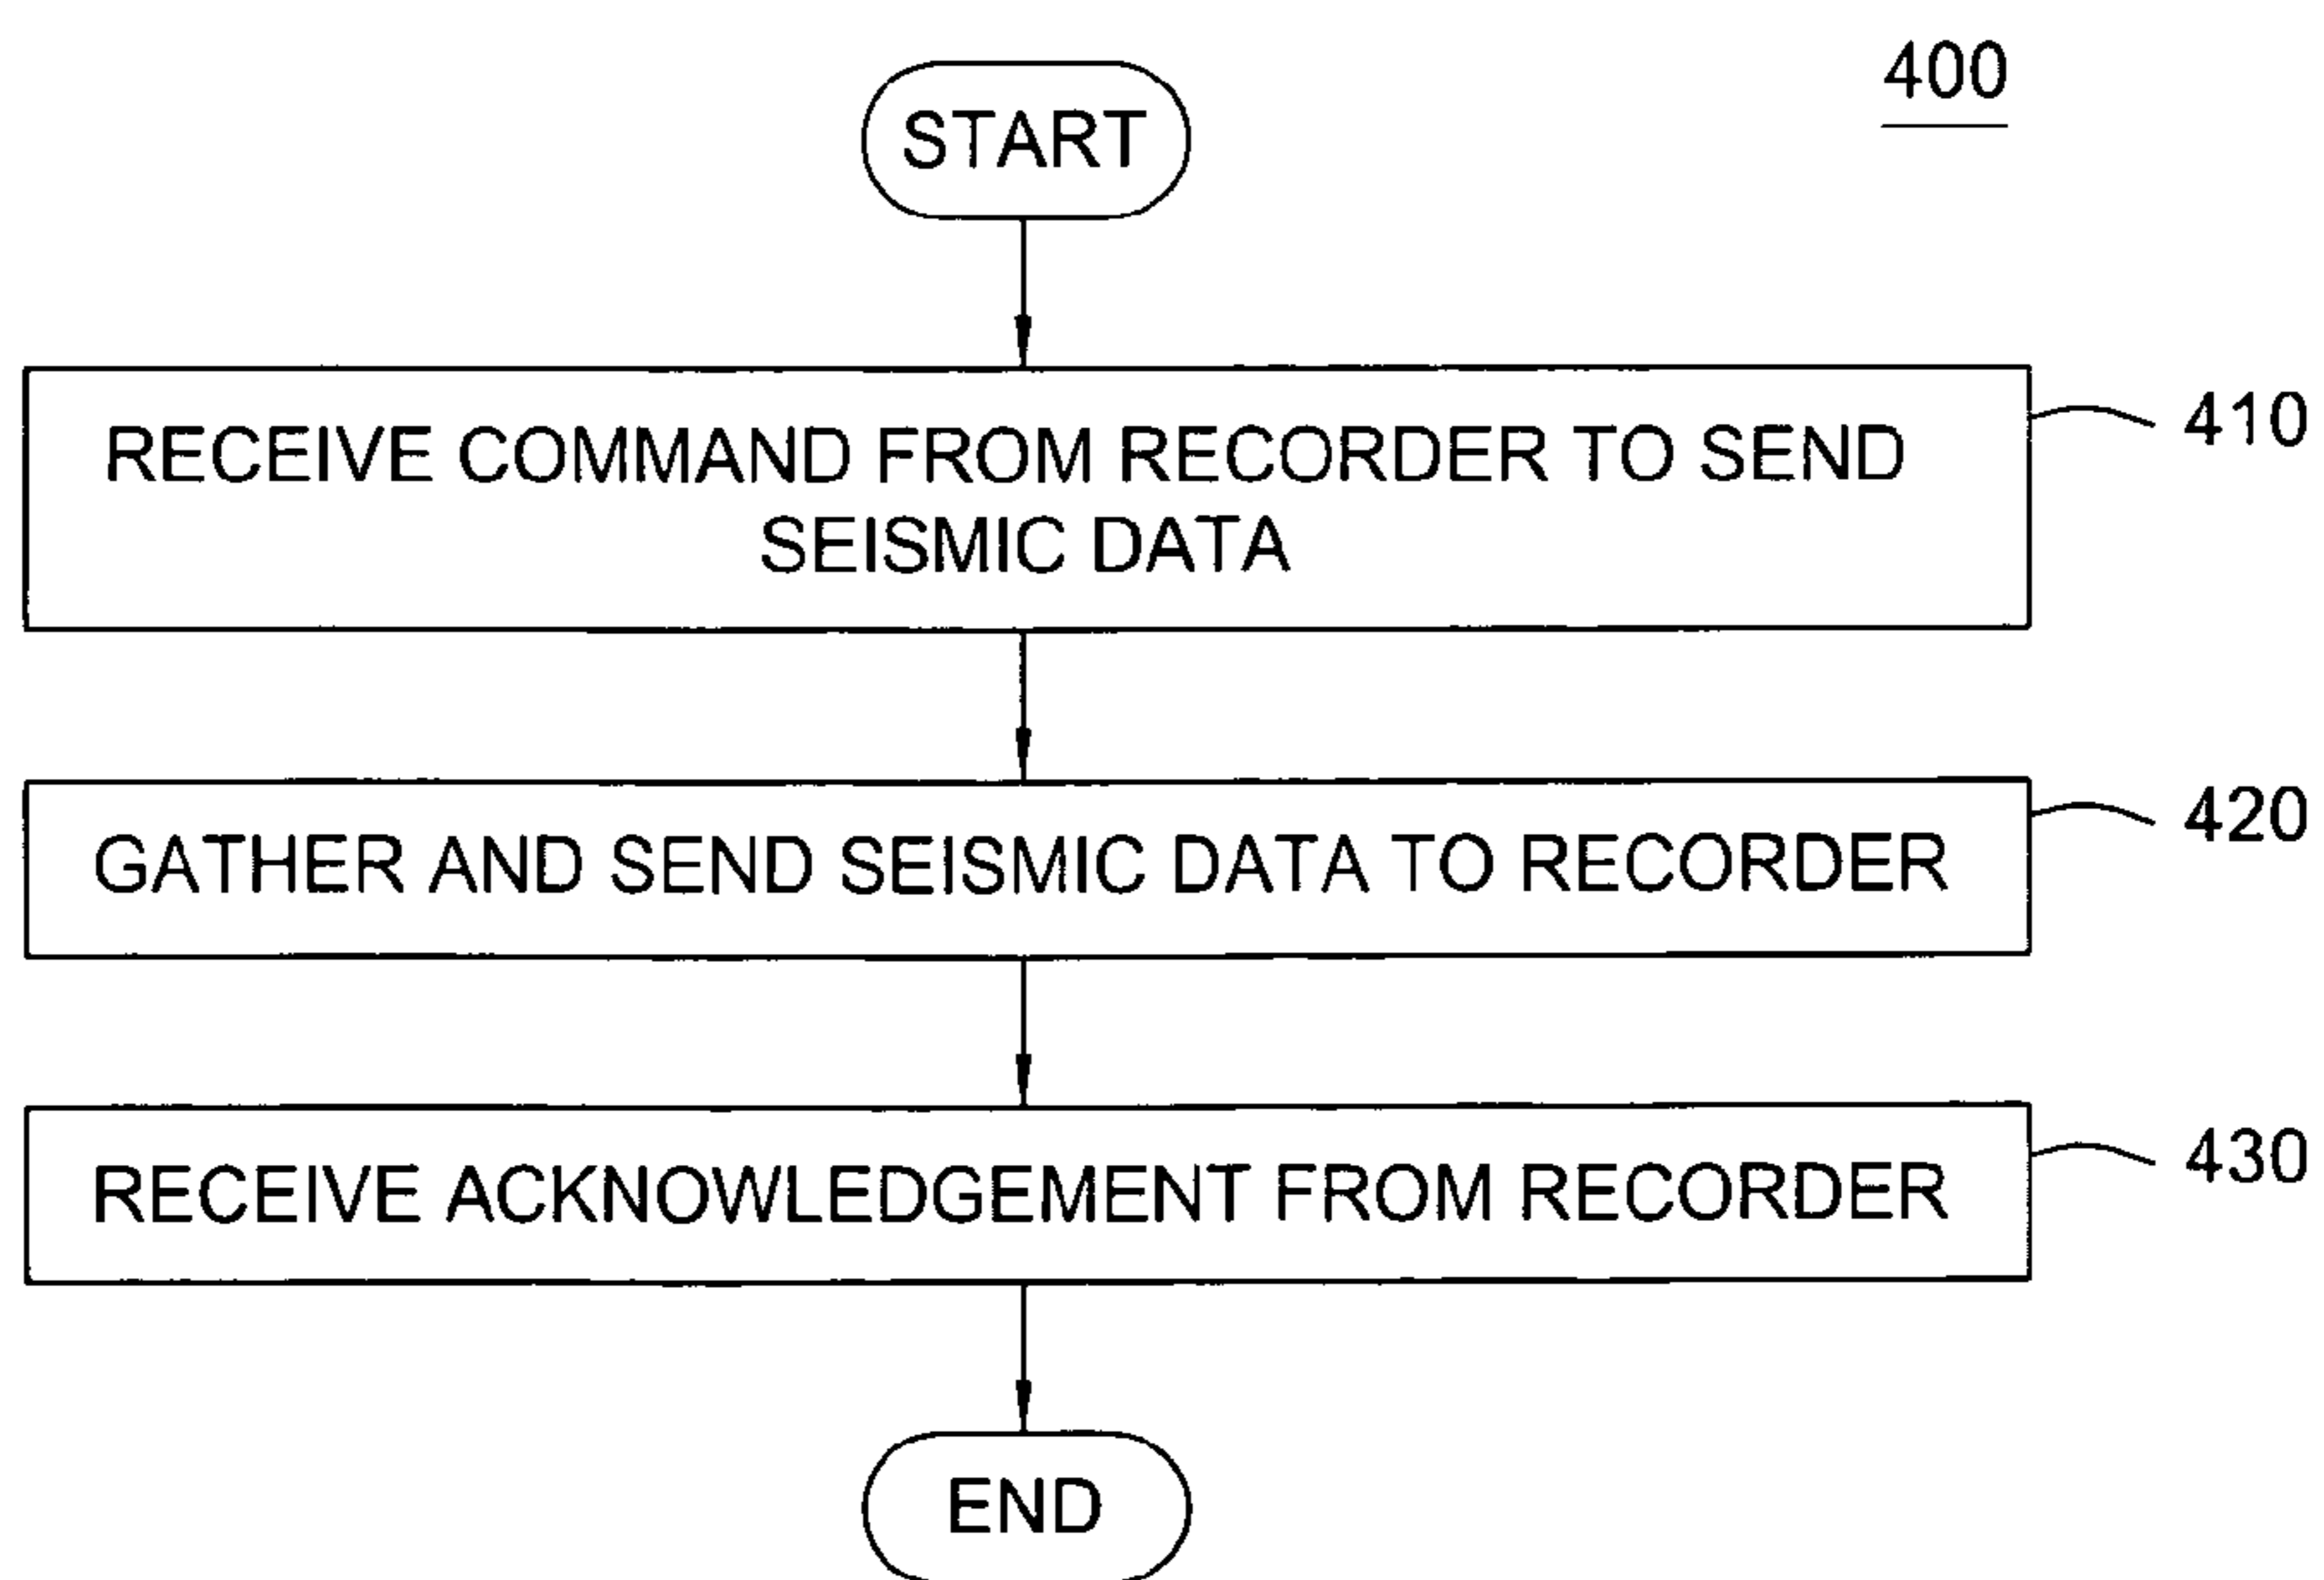 400
START
RECEIVE COMMAND FROM RECORDER TO SEND
SEISMIC DATA
410
GATHER AND SEND SEISMIC DATA TO RECORDER
420
RECEIVE ACKNOWLEDGEMENT FROM RECORDER
430
END